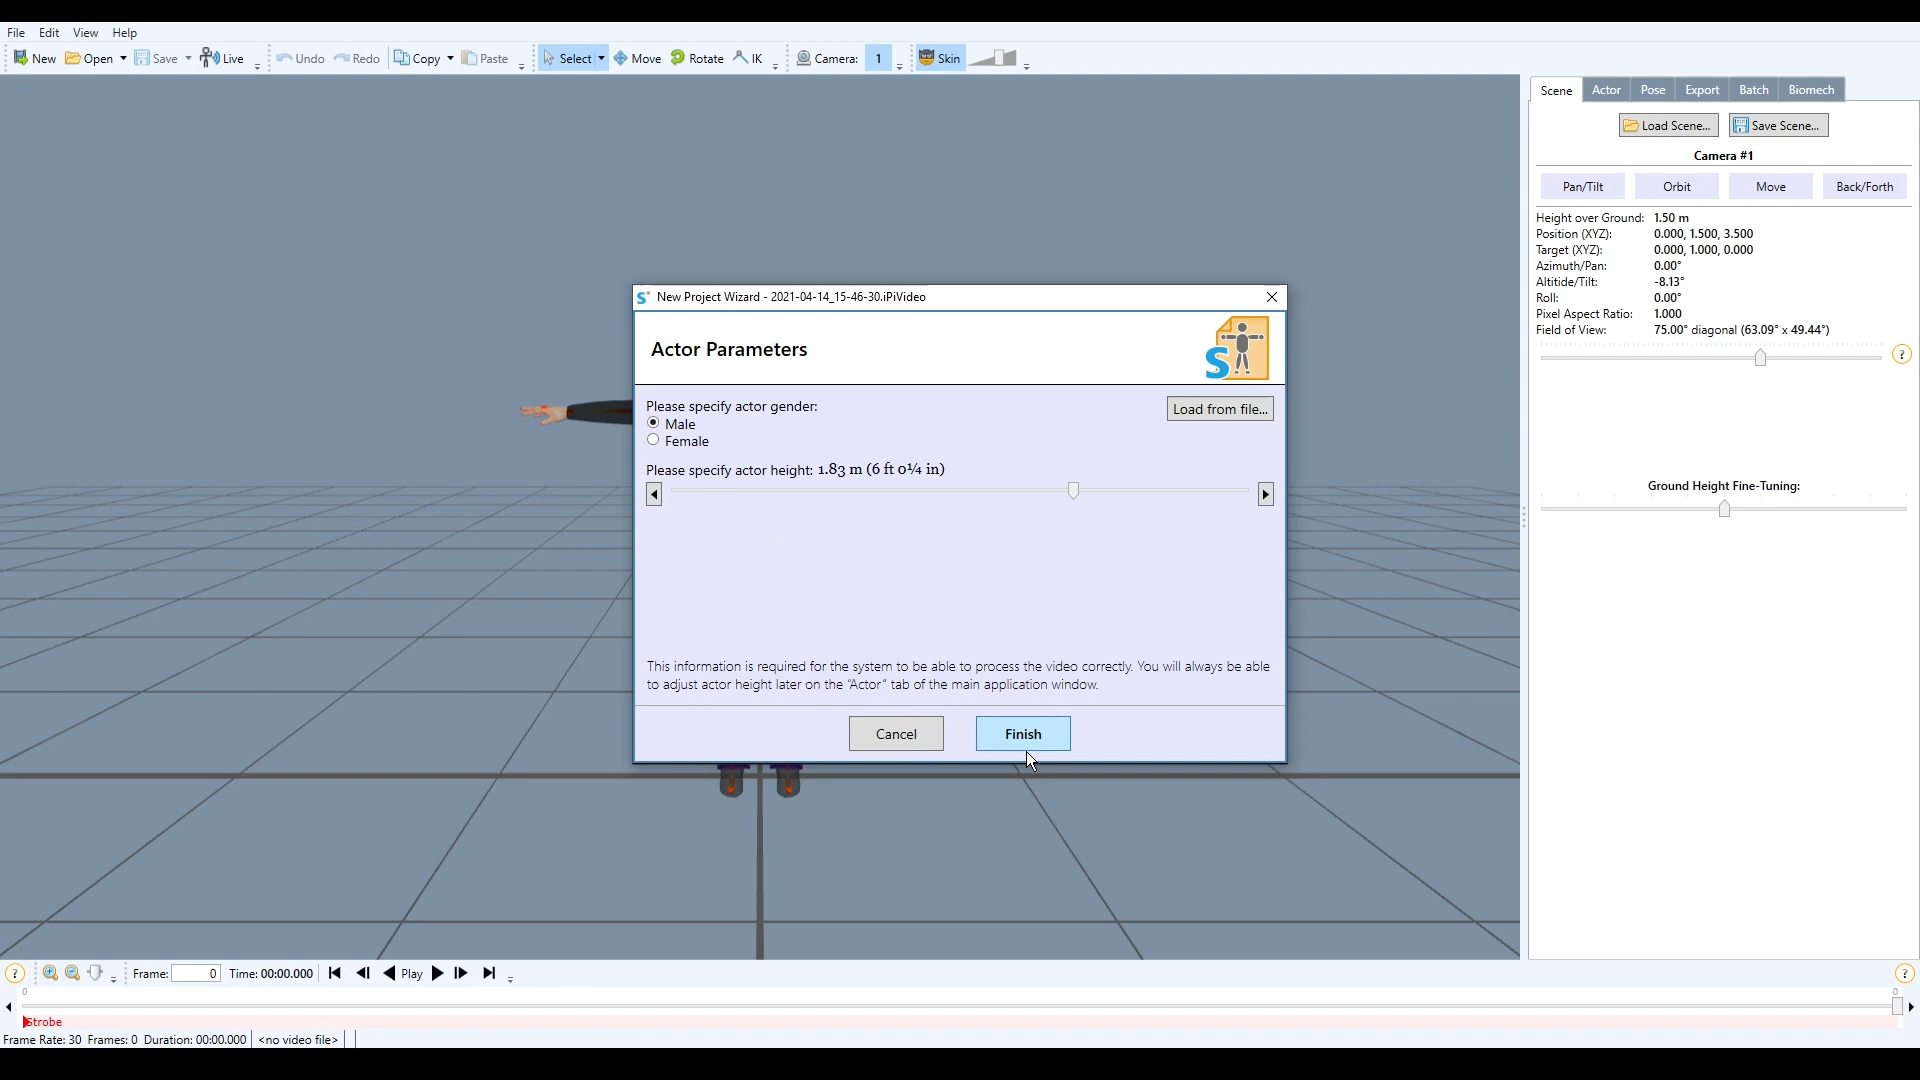 File Edit View Help
New Open Save Live Undo Redo Copy Paste Select Move Rotate IK Camera: 1 Skin
Scene Actor Pose Export Batch Biomech
Load Scene... Save Scene...
Camera #1
Pan/Tilt Orbit Move Back/Forth
Height over Ground: 1.50 m
Position (XYZ): 0.000, 1.500, 3.500
Target (XYZ): 0.000, 1.000, 0.000
Azimuth/Pan: 0.00°
Altitide/Tilt: -8.13°
Roll: 0.00°
Pixel Aspect Ratio: 1.000
Field of View: 75.00° diagonal (63.09° x 49.44°)
?
Ground Height Fine-Tuning:
S New Project Wizard - 2021-04-14_15-46-30.iPiVideo
Actor Parameters
S
Please specify actor gender:
Load from file...
Male
Female
Please specify actor height: 1.83 m (6 ft 0¼ in)
This information is required for the system to be able to process the video correctly. You will always be able
to adjust actor height later on the "Actor" tab of the main application window.
Cancel Finish
? Frame: 0 Time: 00:00.000 Play ?
0 0
Strobe
Frame Rate: 30 Frames: 0 Duration: 00:00.000 <no video file>